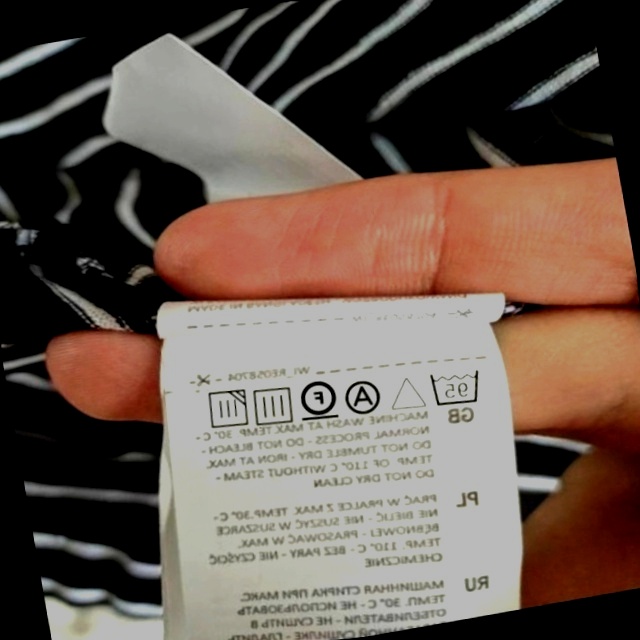 95 A F
GB MACHINE WASH AT MAX. TEMP. 30°C -
NORMAL PROCESS - DO NOT BLEACH -
DO NOT TUMBLE DRY - IRON AT MAX.
TEMP. OF 110°C WITHOUT STEAM -
DO NOT DRY CLEAN
PL PRAĆ W PRALCE Z MAX. TEMP.30°C -
NIE BIELIĆ - NIE SUSZYĆ W SUSZARCE
BĘBNOWEJ - PRASOWAĆ W MAX.
TEMP. 110°C - BEZ PARY - NIE CZYŚCIĆ
CHEMICZNIE
RU МАШИННАЯ СТИРКА ПРИ МАКС.
ТЕМП. 30°C - НЕ ИСПОЛЬЗОВАТЬ
ОТБЕЛИВАТЕЛИ - НЕ СУШИТЬ В